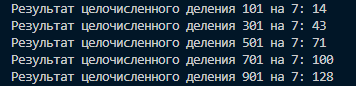 Результат целочисленного деления 101 на 7: 14
Результат целочисленного деления 301 на 7: 43
Результат целочисленного деления 501 на 7: 71
Результат целочисленного деления 701 на 7: 100
Результат целочисленного деления 901 на 7: 128